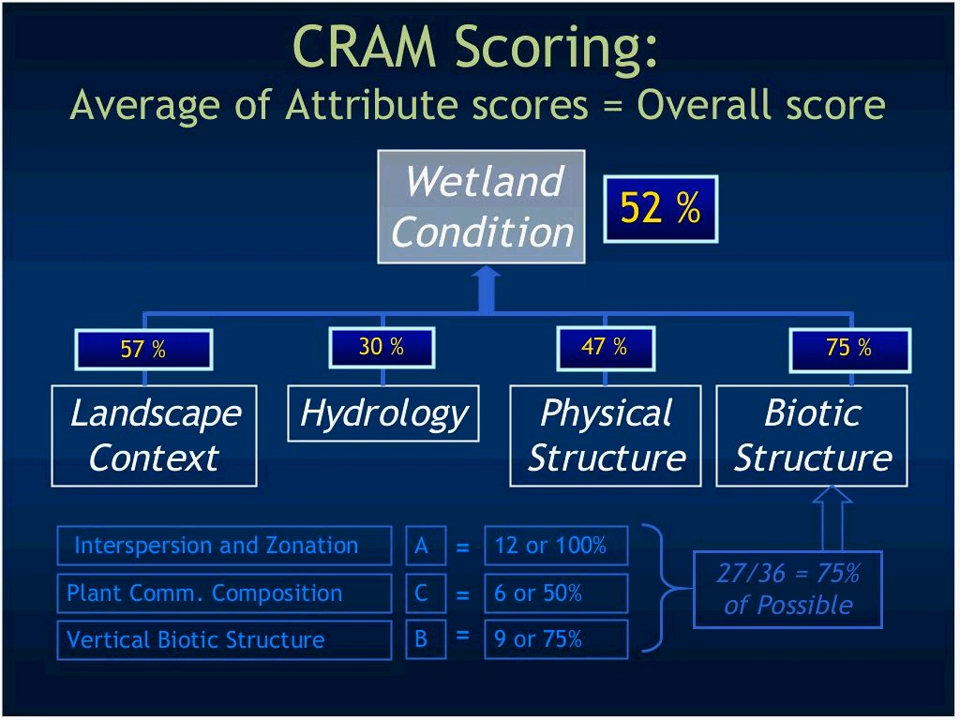 CRAM Scoring:
Average of Attribute scores = Overall score
Wetland
Condition
52 %
57 %
30 %
47 %
75 %
Landscape
Context
Hydrology
Physical
Structure
Biotic
Structure
Interspersion and Zonation A = 12 or 100%
Plant Comm. Composition C = 6 or 50%
Vertical Biotic Structure B = 9 or 75%
27/36 = 75%
of Possible